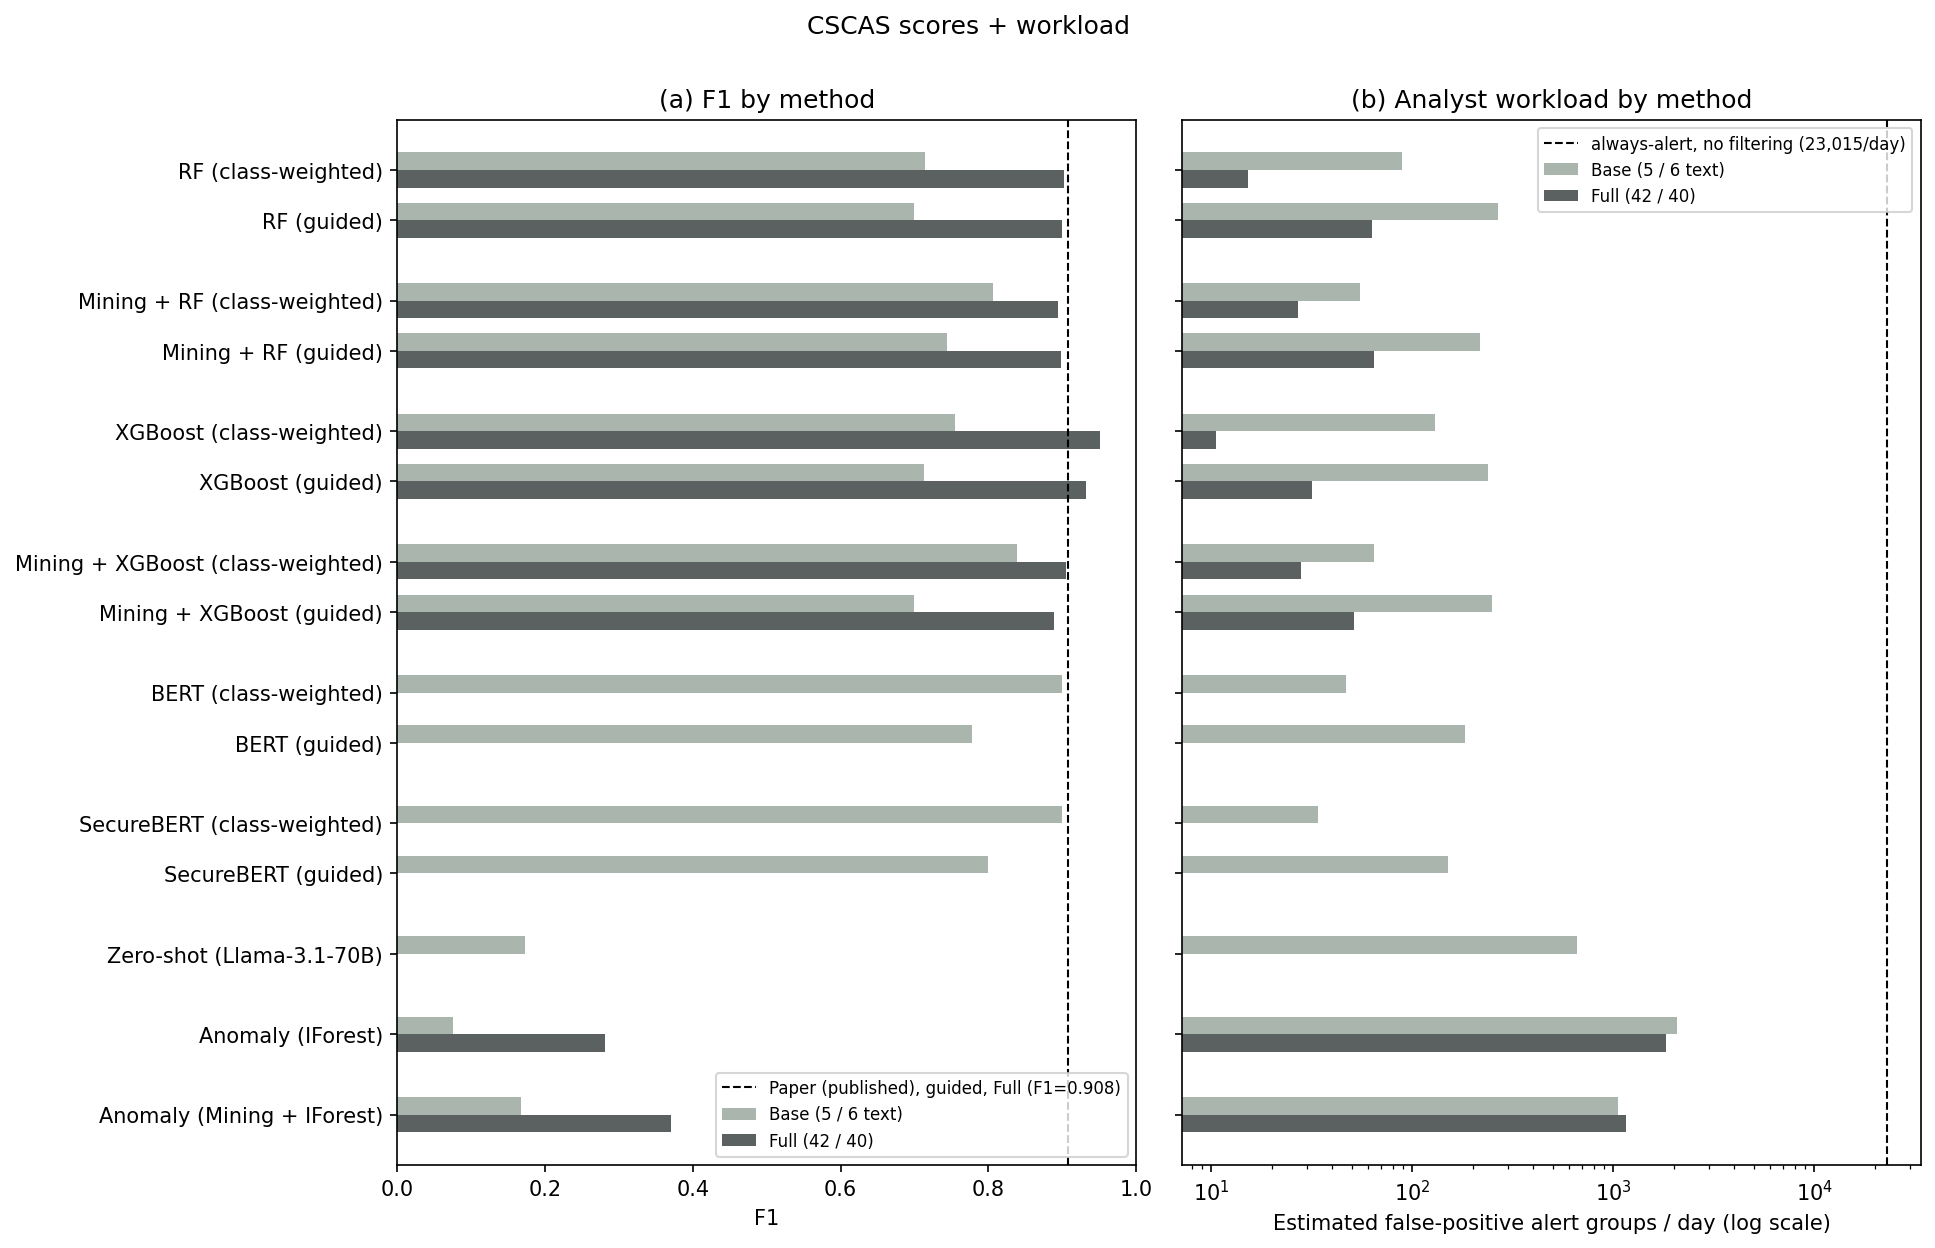 CSCAS scores + workload
(a) F1 by method
RF (class-weighted)
RF (guided)
Mining + RF (class-weighted)
Mining + RF (guided)
XGBoost (class-weighted)
XGBoost (guided)
Mining + XGBoost (class-weighted)
Mining + XGBoost (guided)
BERT (class-weighted)
BERT (guided)
SecureBERT (class-weighted)
SecureBERT (guided)
Zero-shot (Llama-3.1-70B)
Anomaly (IForest)
Anomaly (Mining + IForest)
Paper (published), guided, Full (F1=0.908)
Base (5 / 6 text)
Full (42 / 40)
0.0 0.2 0.4 0.6 0.8 1.0
F1
(b) Analyst workload by method
always-alert, no filtering (23,015/day)
Base (5 / 6 text)
Full (42 / 40)
10¹ 10² 10³ 10⁴
Estimated false-positive alert groups / day (log scale)